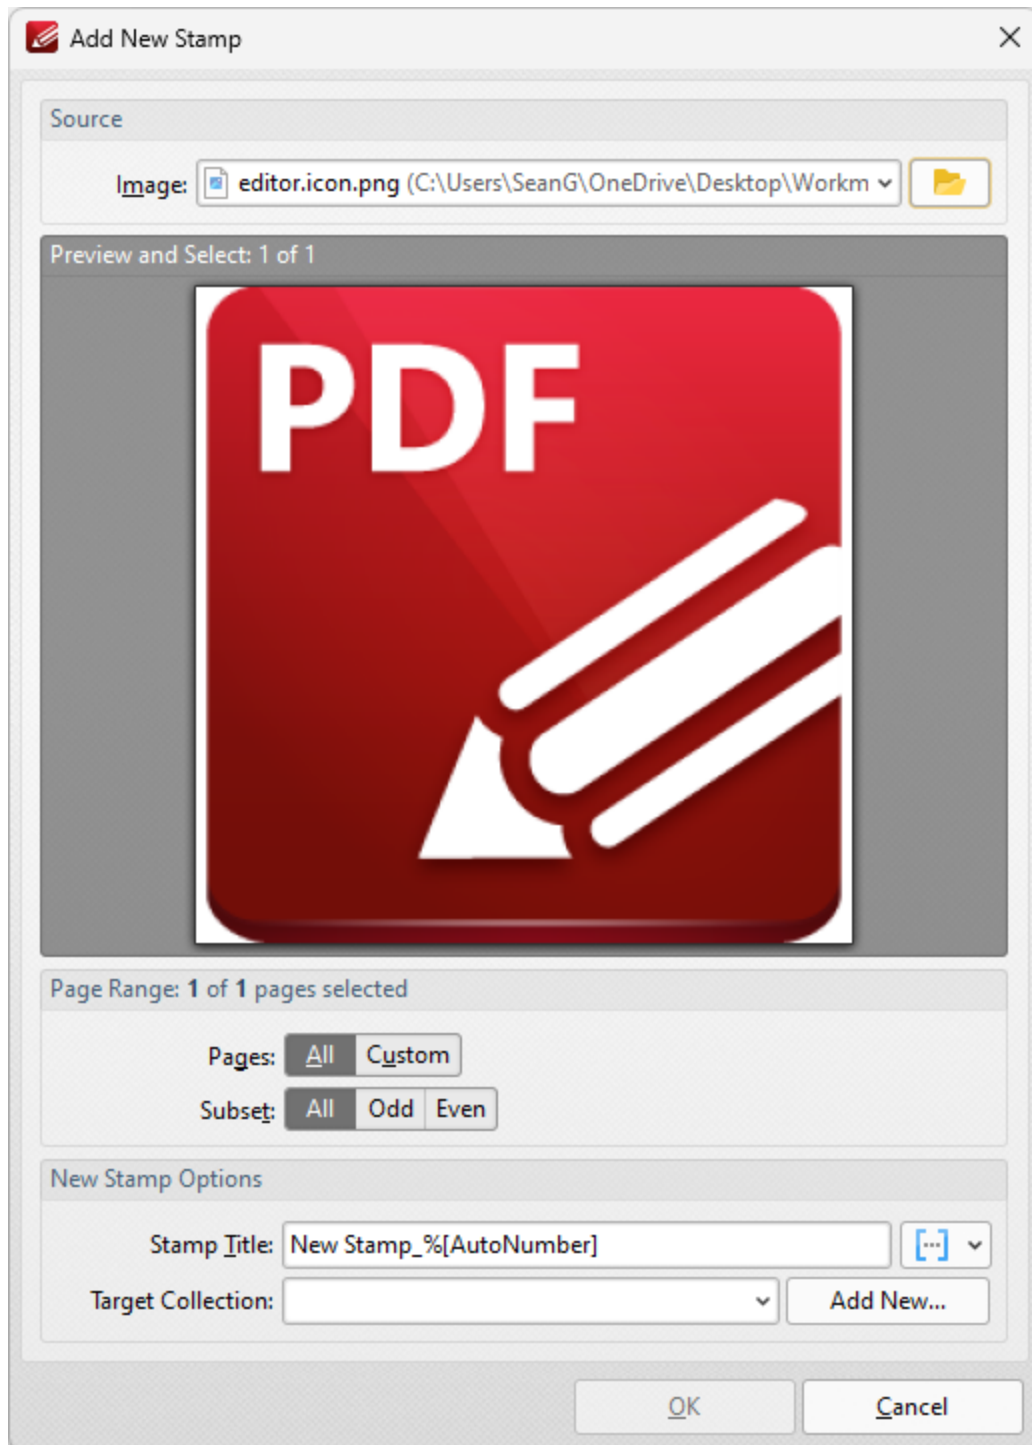 Add New Stamp
Source
Image: editor.icon.png (C:\Users\SeanG\OneDrive\Desktop\Workm
Preview and Select: 1 of 1
PDF
Page Range: 1 of 1 pages selected
Pages: All Custom
Subset: All Odd Even
New Stamp Options
Stamp Title: New Stamp_%[AutoNumber]
Target Collection: Add New...
OK Cancel